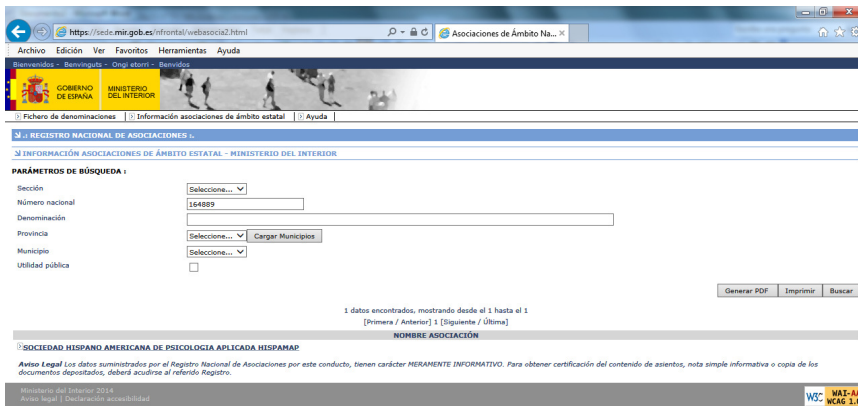 https://sede.mir.gob.es/nfrontal/webasocia2.html
Asociaciones de Ámbito Na...
Archivo Edición Ver Favoritos Herramientas Ayuda
Bienvenidos - Benvinguts - Ongi etorri - Benvidos
GOBIERNO DE ESPAÑA
MINISTERIO DEL INTERIOR
Fichero de denominaciones Información asociaciones de ámbito estatal Ayuda
.: REGISTRO NACIONAL DE ASOCIACIONES :.
INFORMACIÓN ASOCIACIONES DE ÁMBITO ESTATAL - MINISTERIO DEL INTERIOR
PARÁMETROS DE BÚSQUEDA :
Sección Seleccione...
Número nacional 164889
Denominación
Provincia Seleccione... Cargar Municipios
Municipio Seleccione...
Utilidad pública
Generar PDF Imprimir Buscar
1 datos encontrados, mostrando desde el 1 hasta el 1
[Primera / Anterior] 1 [Siguiente / Última]
NOMBRE ASOCIACIÓN
SOCIEDAD HISPANO AMERICANA DE PSICOLOGIA APLICADA HISPAMAP
Aviso Legal Los datos suministrados por el Registro Nacional de Asociaciones por este conducto, tienen carácter MERAMENTE INFORMATIVO. Para obtener certificación del contenido de asientos, nota simple informativa o copia de los
documentos depositados, deberá acudirse al referido Registro.
Ministerio del Interior 2014
Aviso legal | Declaración accesibilidad
W3C WAI-AA
WCAG 1.0